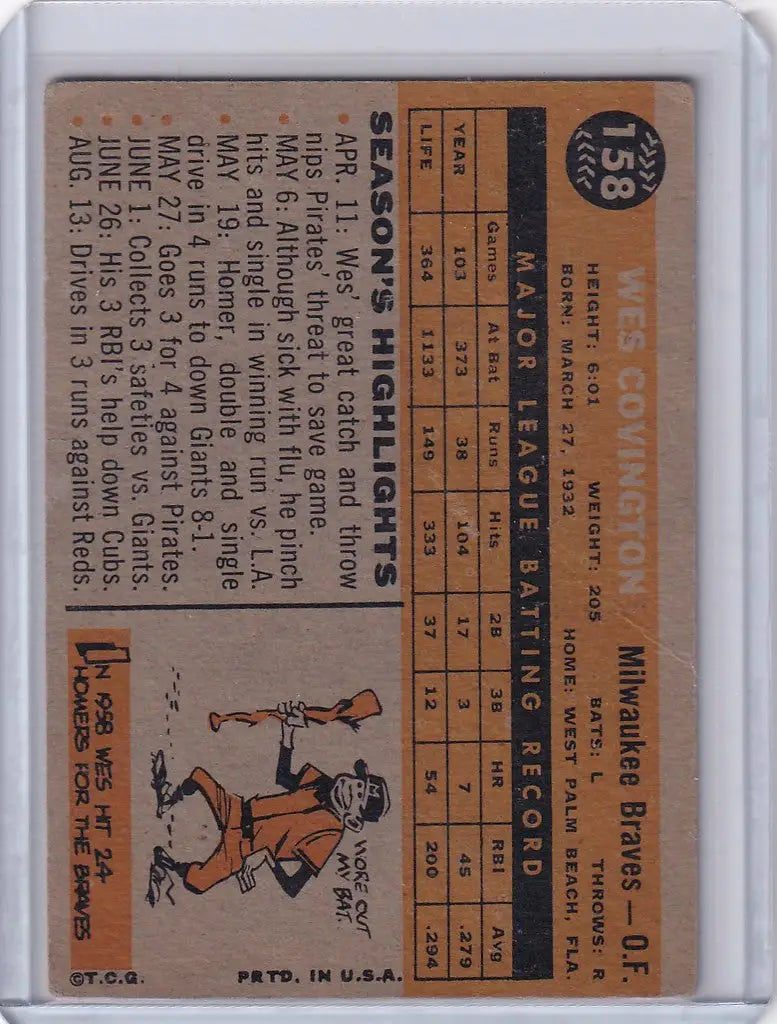 158
WES COVINGTON Milwaukee Braves — O.F.
HEIGHT: 6:01 WEIGHT: 205 BATS: L THROWS: R
BORN: MARCH 27, 1932 HOME: WEST PALM BEACH, FLA.
MAJOR LEAGUE BATTING RECORD
Games At Bat Runs Hits 2B 3B HR RBI Avg
YEAR 103 373 38 104 17 3 7 45 .279
LIFE 364 1133 149 333 37 12 54 200 .294
SEASON'S HIGHLIGHTS
• APR. 11: Wes' great catch and throw
nips Pirates' threat to save game.
• MAY 6: Although sick with flu, he pinch
hits and single in winning run vs. L.A.
• MAY 19: Homer, double and single
drive in 4 runs to down Giants 8-1.
• MAY 27: Goes 3 for 4 against Pirates.
• JUNE 1: Collects 3 safeties vs. Giants.
• JUNE 26: His 3 RBI's help down Cubs.
• AUG. 13: Drives in 3 runs against Reds.
M
WORE OUT
MY BAT.
IN 1958 WES HIT 24
HOMERS FOR THE BRAVES
©T.C.G. PRTD. IN U.S.A.